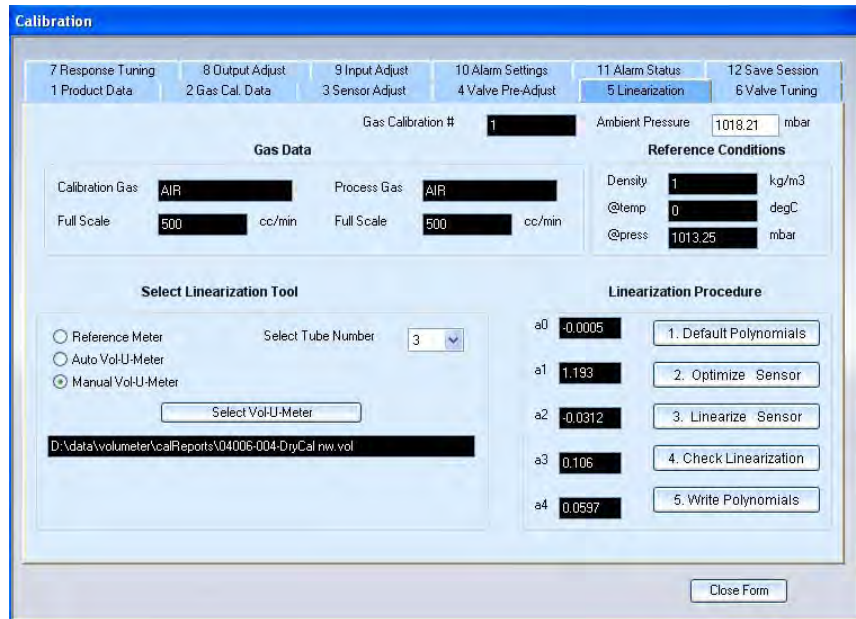 Calibration
7 Response Tuning 8 Output Adjust 9 Input Adjust 10 Alarm Settings 11 Alarm Status 12 Save Session
1 Product Data 2 Gas Cal. Data 3 Sensor Adjust 4 Valve Pre-Adjust 5 Linearization 6 Valve Tuning
Gas Calibration # 1 Ambient Pressure 1018.21 mbar
Gas Data
Calibration Gas AIR Process Gas AIR
Full Scale 500 cc/min Full Scale 500 cc/min
Reference Conditions
Density 1 kg/m3
@temp 0 degC
@press 1013.25 mbar
Select Linearization Tool
Reference Meter
Auto Vol-U-Meter
Manual Vol-U-Meter
Select Tube Number 3
Select Vol-U-Meter
D:\data\volumeter\calReports\04006-004-DryCal nw.vol
Linearization Procedure
a0 -0.0005 1. Default Polynomials
a1 1.193 2. Optimize Sensor
a2 -0.0312 3. Linearize Sensor
a3 0.106 4. Check Linearization
a4 0.0597 5. Write Polynomials
Close Form